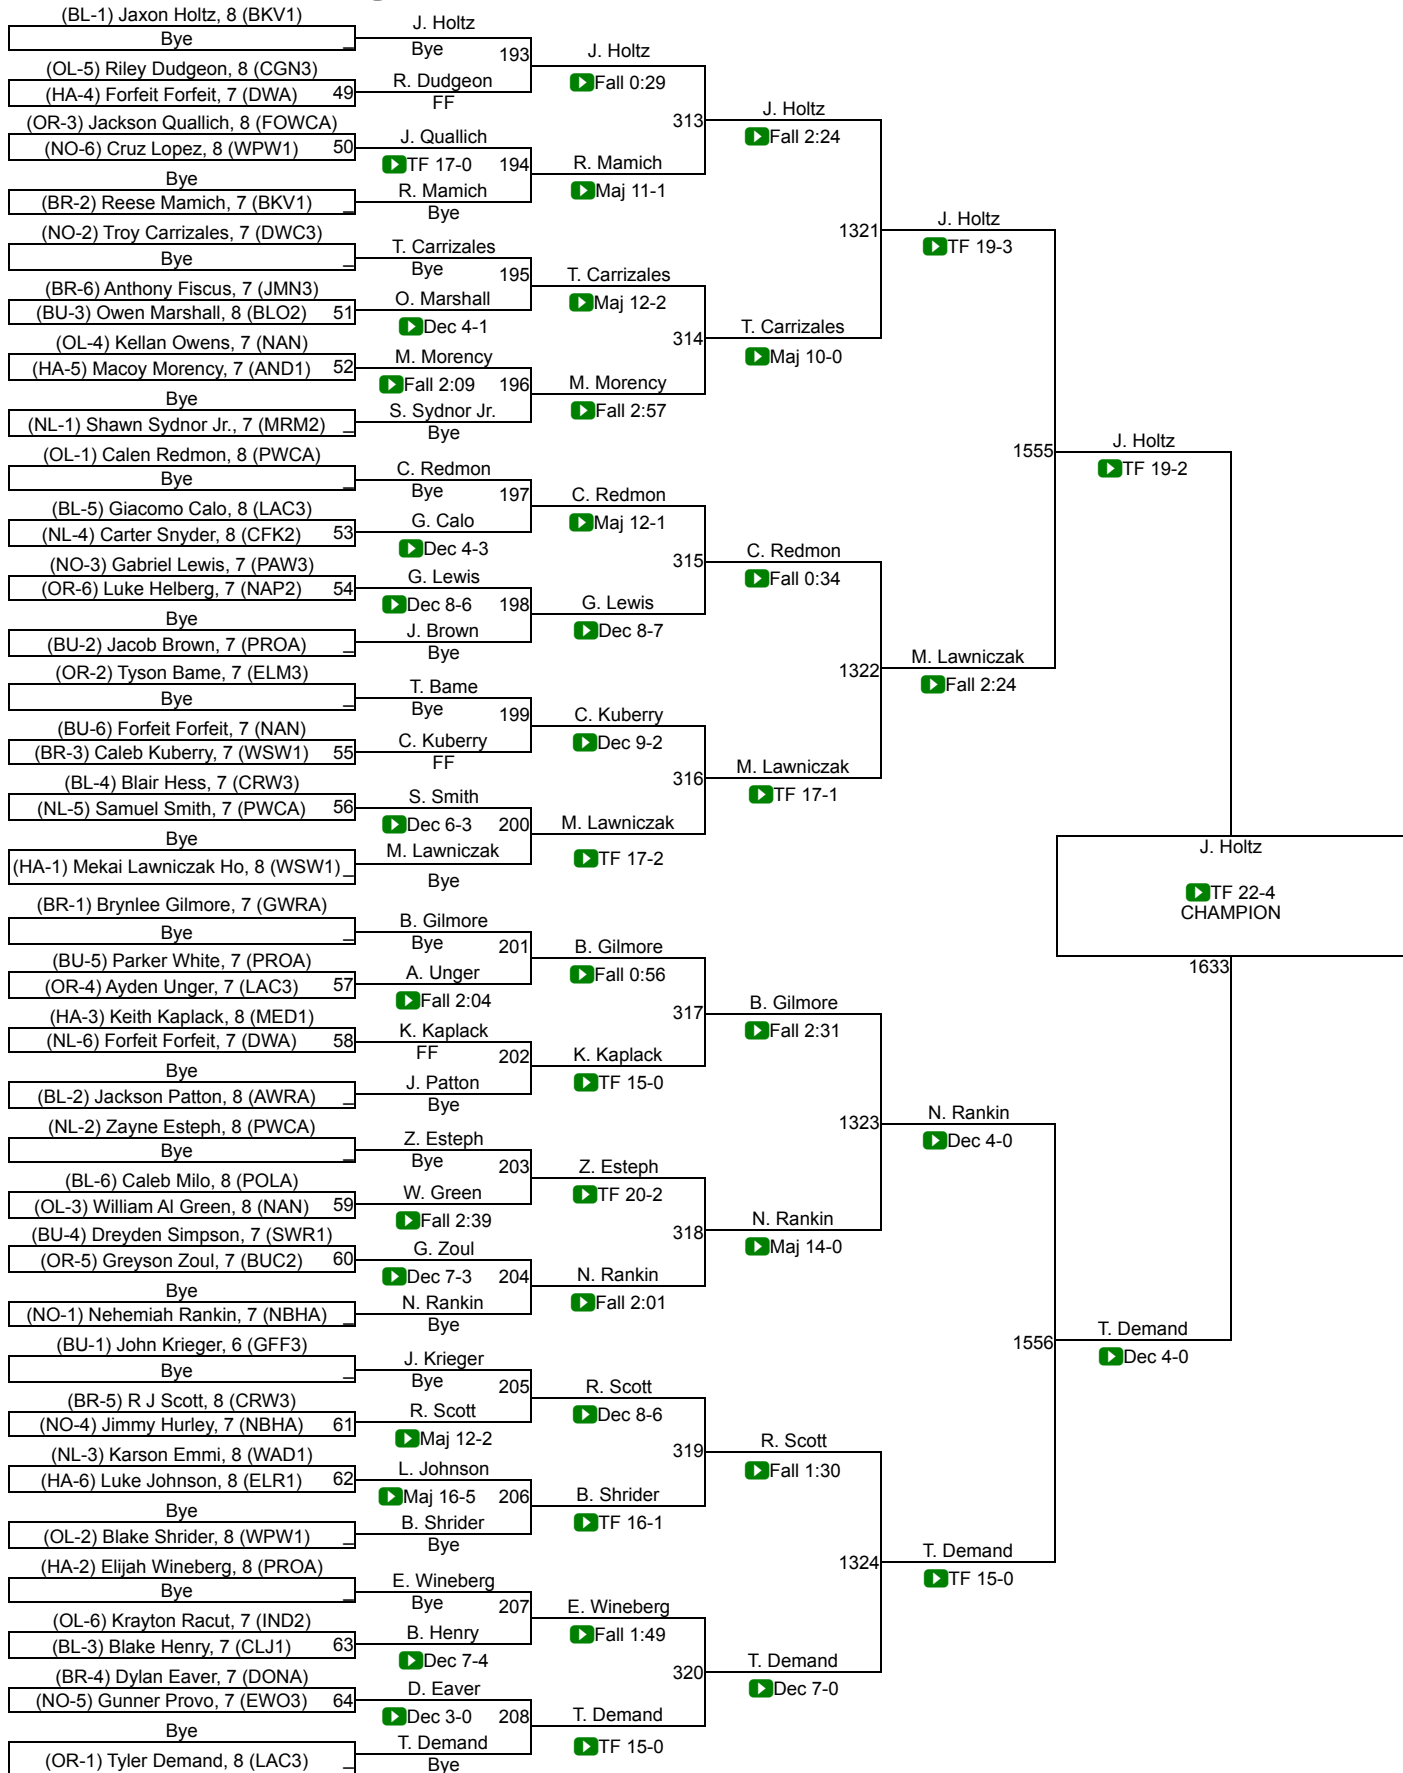 (BL-1) Jaxon Holtz, 8 (BKV1)
Bye
(OL-5) Riley Dudgeon, 8 (CGN3)
(HA-4) Forfeit Forfeit, 7 (DWA) 49
(OR-3) Jackson Quallich, 8 (FOWCA)
(NO-6) Cruz Lopez, 8 (WPW1) 50
Bye
(BR-2) Reese Mamich, 7 (BKV1)
(NO-2) Troy Carrizales, 7 (DWC3)
Bye
(BR-6) Anthony Fiscus, 7 (JMN3)
(BU-3) Owen Marshall, 8 (BLO2) 51
(OL-4) Kellan Owens, 7 (NAN)
(HA-5) Macoy Morency, 7 (AND1) 52
Bye
(NL-1) Shawn Sydnor Jr., 7 (MRM2)
(OL-1) Calen Redmon, 8 (PWCA)
Bye
(BL-5) Giacomo Calo, 8 (LAC3)
(NL-4) Carter Snyder, 8 (CFK2) 53
(NO-3) Gabriel Lewis, 7 (PAW3)
(OR-6) Luke Helberg, 7 (NAP2) 54
Bye
(BU-2) Jacob Brown, 7 (PROA)
(OR-2) Tyson Bame, 7 (ELM3)
Bye
(BU-6) Forfeit Forfeit, 7 (NAN)
(BR-3) Caleb Kuberry, 7 (WSW1) 55
(BL-4) Blair Hess, 7 (CRW3)
(NL-5) Samuel Smith, 7 (PWCA) 56
Bye
(HA-1) Mekai Lawniczak Ho, 8 (WSW1)
(BR-1) Brynlee Gilmore, 7 (GWRA)
Bye
(BU-5) Parker White, 7 (PROA)
(OR-4) Ayden Unger, 7 (LAC3) 57
(HA-3) Keith Kaplack, 8 (MED1)
(NL-6) Forfeit Forfeit, 7 (DWA) 58
Bye
(BL-2) Jackson Patton, 8 (AWRA)
(NL-2) Zayne Esteph, 8 (PWCA)
Bye
(BL-6) Caleb Milo, 8 (POLA)
(OL-3) William Al Green, 8 (NAN) 59
(BU-4) Dreyden Simpson, 7 (SWR1)
(OR-5) Greyson Zoul, 7 (BUC2) 60
Bye
(NO-1) Nehemiah Rankin, 7 (NBHA)
(BU-1) John Krieger, 6 (GFF3)
Bye
(BR-5) R J Scott, 8 (CRW3)
(NO-4) Jimmy Hurley, 7 (NBHA) 61
(NL-3) Karson Emmi, 8 (WAD1)
(HA-6) Luke Johnson, 8 (ELR1) 62
Bye
(OL-2) Blake Shrider, 8 (WPW1)
(HA-2) Elijah Wineberg, 8 (PROA)
Bye
(OL-6) Krayton Racut, 7 (IND2)
(BL-3) Blake Henry, 7 (CLJ1) 63
(BR-4) Dylan Eaver, 7 (DONA)
(NO-5) Gunner Provo, 7 (EWO3) 64
Bye
(OR-1) Tyler Demand, 8 (LAC3)
J. Holtz
Bye 193
R. Dudgeon
FF
J. Quallich
TF 17-0 194
R. Mamich
Bye
T. Carrizales
Bye 195
O. Marshall
Dec 4-1
M. Morency
Fall 2:09 196
S. Sydnor Jr.
Bye
C. Redmon
Bye 197
G. Calo
Dec 4-3
G. Lewis
Dec 8-6 198
J. Brown
Bye
T. Bame
Bye 199
C. Kuberry
FF
S. Smith
Dec 6-3 200
M. Lawniczak
Bye
B. Gilmore
Bye 201
A. Unger
Fall 2:04
K. Kaplack
FF 202
J. Patton
Bye
Z. Esteph
Bye 203
W. Green
Fall 2:39
G. Zoul
Dec 7-3 204
N. Rankin
Bye
J. Krieger
Bye 205
R. Scott
Maj 12-2
L. Johnson
Maj 16-5 206
B. Shrider
Bye
E. Wineberg
Bye 207
B. Henry
Dec 7-4
D. Eaver
Dec 3-0 208
T. Demand
Bye
J. Holtz
Fall 0:29
313
R. Mamich
Maj 11-1
T. Carrizales
Maj 12-2
314
M. Morency
Fall 2:57
C. Redmon
Maj 12-1
315
G. Lewis
Dec 8-7
C. Kuberry
Dec 9-2
316
M. Lawniczak
TF 17-2
B. Gilmore
Fall 0:56
317
K. Kaplack
TF 15-0
Z. Esteph
TF 20-2
318
N. Rankin
Fall 2:01
R. Scott
Dec 8-6
319
B. Shrider
TF 16-1
E. Wineberg
Fall 1:49
320
T. Demand
TF 15-0
J. Holtz
Fall 2:24
1321
T. Carrizales
Maj 10-0
C. Redmon
Fall 0:34
1322
M. Lawniczak
TF 17-1
B. Gilmore
Fall 2:31
1323
N. Rankin
Maj 14-0
R. Scott
Fall 1:30
1324
T. Demand
Dec 7-0
J. Holtz
TF 19-3
1555
M. Lawniczak
Fall 2:24
N. Rankin
Dec 4-0
1556
T. Demand
TF 15-0
J. Holtz
TF 19-2
T. Demand
Dec 4-0
J. Holtz
TF 22-4
CHAMPION
1633